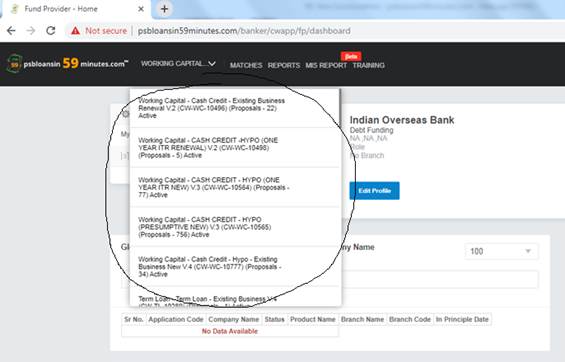 Fund Provider - Home
Not secure | psbloansin59minutes.com/banker/cwapp/fp/dashboard
psbloansin 59 minutes.com™ WORKING CAPITAL... MATCHES REPORTS MIS REPORT Beta TRAINING
Working Capital - Cash Credit - Existing Business
Renewal V.2 (CW-WC-10496) (Proposals - 22)
Active
Working Capital - CASH CREDIT -HYPO (ONE
YEAR ITR RENEWAL) V.2 (CW-WC-10498)
(Proposals - 5) Active
Working Capital - CASH CREDIT - HYPO (ONE
YEAR ITR NEW) V.3 (CW-WC-10564) (Proposals -
77) Active
Working Capital - CASH CREDIT - HYPO
(PRESUMPTIVE NEW) V.3 (CW-WC-10565)
(Proposals - 756) Active
Working Capital - Cash Credit - Hypo - Existing
Business New V.4 (CW-WC-10777) (Proposals -
34) Active
Term Loan - Term Loan - Existing Business V.4
My
Indian Overseas Bank
Debt Funding
NA ,NA ,NA
Role
No Branch
Edit Profile
Gl
ny Name
100
Sr No. Application Code Company Name Status Product Name Branch Name Branch Code In Principle Date
No Data Available